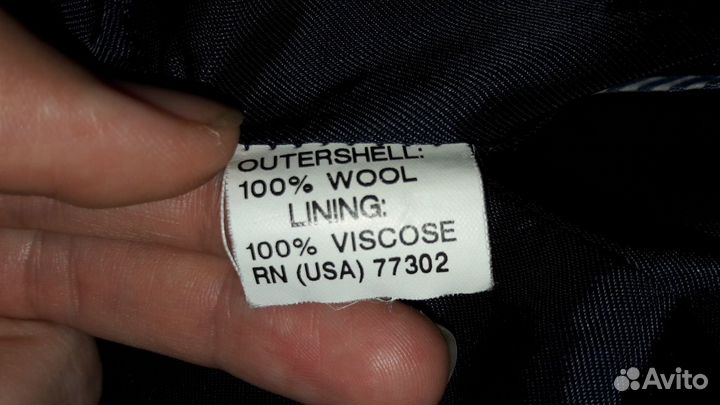 OUTERSHELL:
100% WOOL
LINING:
100% VISCOSE
RN (USA) 77302
Avito